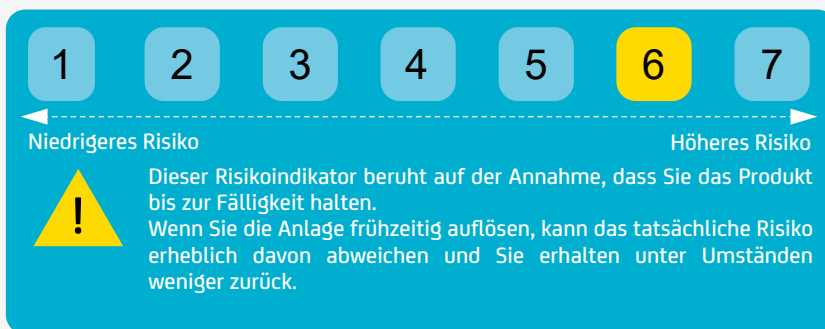 1 2 3 4 5 6 7
Niedrigeres Risiko Höheres Risiko
!
Dieser Risikoindikator beruht auf der Annahme, dass Sie das Produkt
bis zur Fälligkeit halten.
Wenn Sie die Anlage frühzeitig auflösen, kann das tatsächliche Risiko
erheblich davon abweichen und Sie erhalten unter Umständen
weniger zurück.